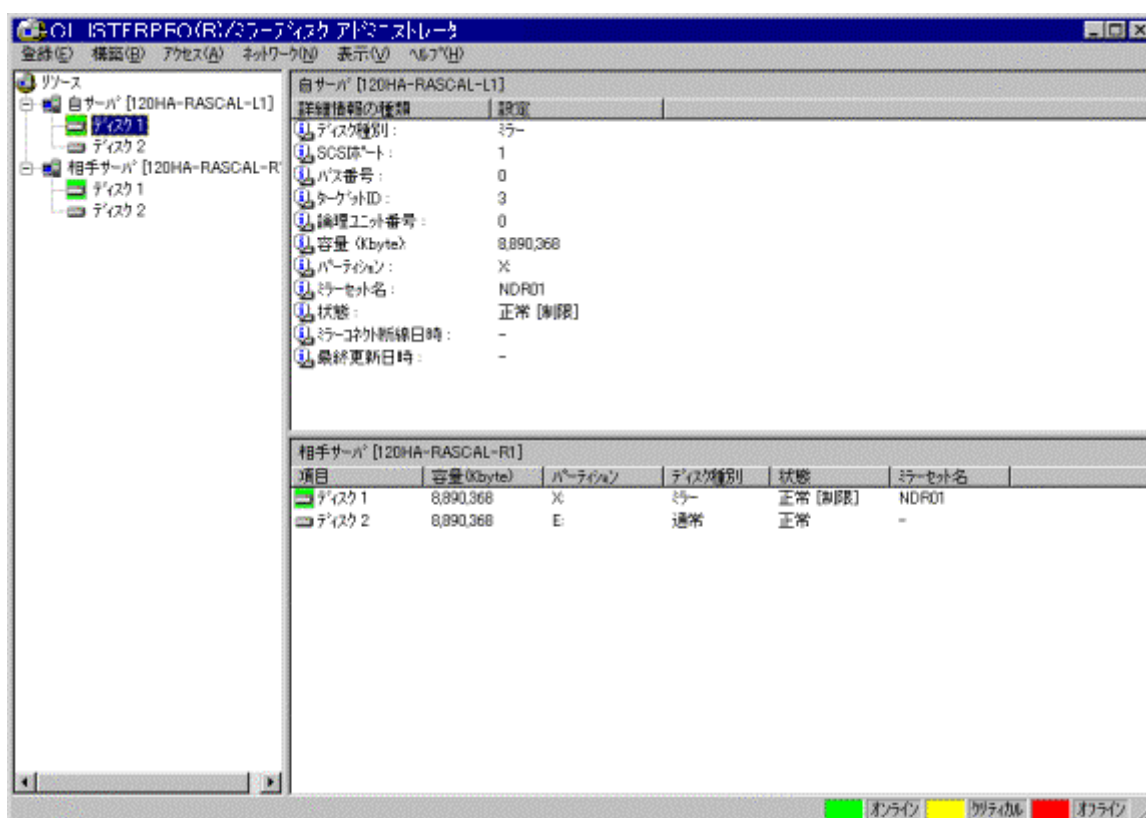 CLUSTERPRO(R)/ミラーディスク アドミニストレータ
登録(E) 構築(B) アクセス(A) ネットワーク(N) 表示(V) ヘルプ(H)
リソース
自サーバ [120HA-RASCAL-L1]
ディスク 1
ディスク 2
相手サーバ [120HA-RASCAL-R
ディスク 1
ディスク 2
自サーバ [120HA-RASCAL-L1]
詳細情報の種類 設定
ディスク種別 : ミラー
SCSIポート : 1
バス番号 : 0
ターゲットID : 3
論理ユニット番号 : 0
容量 (Kbyte): 8,890,368
パーティション : X:
ミラーセット名 : NDR01
状態 : 正常 [制限]
ミラーコネクト断線日時 : -
最終更新日時 : -
相手サーバ [120HA-RASCAL-R1]
項目 容量(Kbyte) パーティション ディスク種別 状態 ミラーセット名
ディスク 1 8,890,368 X: ミラー 正常 [制限] NDR01
ディスク 2 8,890,368 E: 通常 正常 -
オンライン クリティカル オフライン